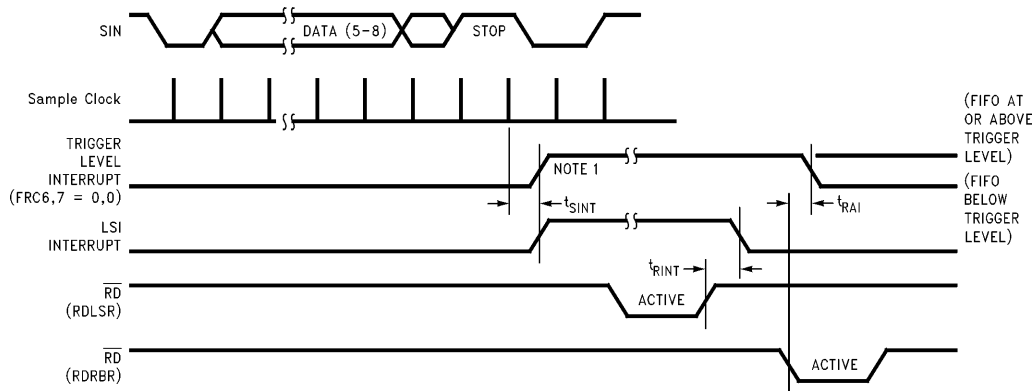 SIN
DATA (5-8)
STOP
Sample Clock
TRIGGER
LEVEL
INTERRUPT
(FRC6,7 = 0,0)
NOTE 1
(FIFO AT
OR ABOVE
TRIGGER
LEVEL)
(FIFO
BELOW
TRIGGER
LEVEL)
tSINT
tRAI
LSI
INTERRUPT
tRINT
RD
(RDLSR)
ACTIVE
RD
(RDRBR)
ACTIVE